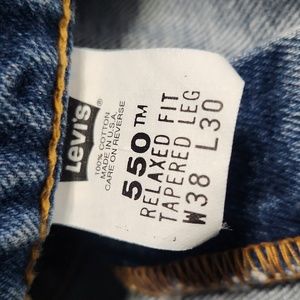 Levi's®
100% COTTON
MADE IN U.S.A.
CARE ON REVERSE
550™
RELAXED FIT
TAPERED LEG
W38 L30